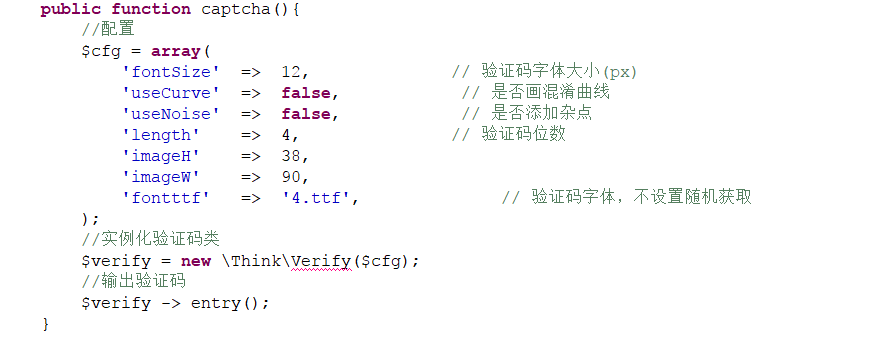 public function captcha(){
//配置
$cfg = array(
'fontSize' => 12, // 验证码字体大小(px)
'useCurve' => false, // 是否画混淆曲线
'useNoise' => false, // 是否添加杂点
'length' => 4, // 验证码位数
'imageH' => 38,
'imageW' => 90,
'fontttf' => '4.ttf', // 验证码字体，不设置随机获取
);
//实例化验证码类
$verify = new \Think\Verify($cfg);
//输出验证码
$verify -> entry();
}